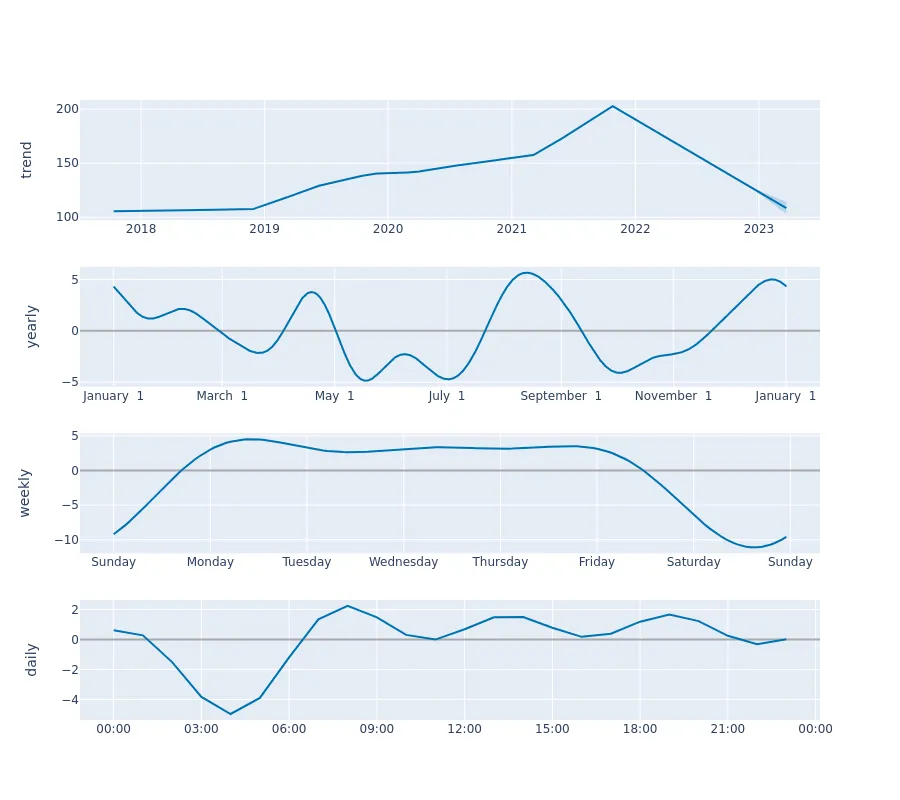 trend
200
150
100
2018 2019 2020 2021 2022 2023
yearly
5
0
−5
January 1 March 1 May 1 July 1 September 1 November 1 January 1
weekly
5
0
−5
−10
Sunday Monday Tuesday Wednesday Thursday Friday Saturday Sunday
daily
2
0
−2
−4
00:00 03:00 06:00 09:00 12:00 15:00 18:00 21:00 00:00